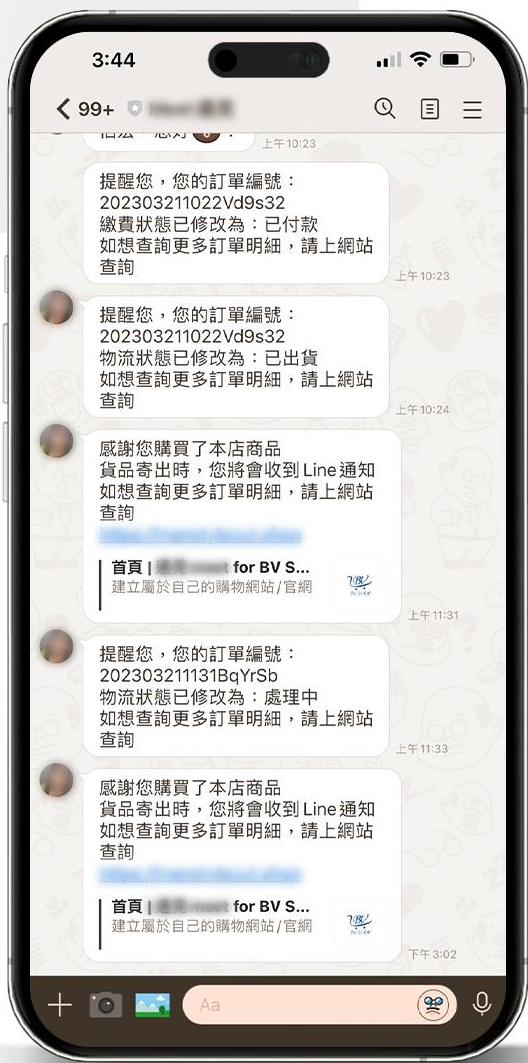 3:44
99+
上午10:23
提醒您,您的訂單編號:
202303211022Vd9s32
繳費狀態已修改為:已付款
如想查詢更多訂單明細,請上網站
查詢
上午10:23
提醒您,您的訂單編號:
202303211022Vd9s32
物流狀態已修改為:已出貨
如想查詢更多訂單明細,請上網站
查詢
上午10:24
感謝您購買了本店商品
貨品寄出時,您將會收到Line通知
如想查詢更多訂單明細,請上網站
查詢
首頁 | for BV S...
建立屬於自己的購物網站/官網
BV SHOP
上午11:31
提醒您,您的訂單編號:
202303211131BqYrSb
物流狀態已修改為:處理中
如想查詢更多訂單明細,請上網站
查詢
上午11:33
感謝您購買了本店商品
貨品寄出時,您將會收到Line通知
如想查詢更多訂單明細,請上網站
查詢
首頁 | for BV S...
建立屬於自己的購物網站/官網
BV SHOP
下午3:02
Aa